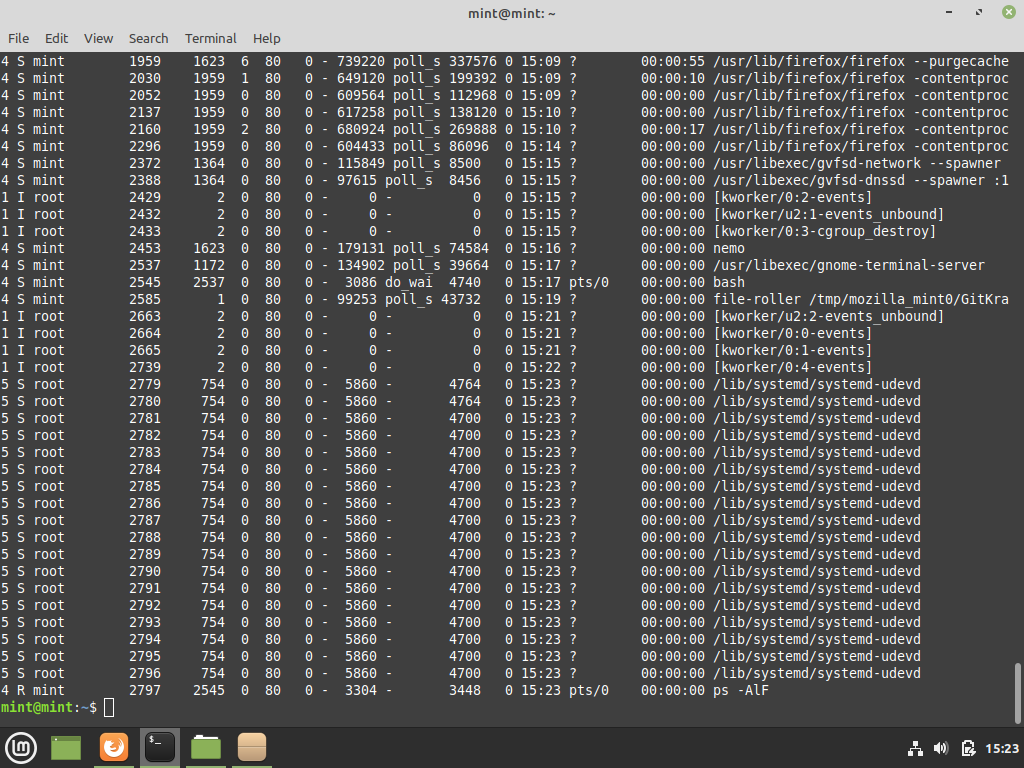 mint@mint: ~
File Edit View Search Terminal Help
4 S mint 1959 1623 6 80 0 - 739220 poll_s 337576 0 15:09 ? 00:00:55 /usr/lib/firefox/firefox --purgecache
4 S mint 2030 1959 1 80 0 - 649120 poll_s 199392 0 15:09 ? 00:00:10 /usr/lib/firefox/firefox -contentproc
4 S mint 2052 1959 0 80 0 - 609564 poll_s 112968 0 15:09 ? 00:00:00 /usr/lib/firefox/firefox -contentproc
4 S mint 2137 1959 0 80 0 - 617258 poll_s 138120 0 15:10 ? 00:00:00 /usr/lib/firefox/firefox -contentproc
4 S mint 2160 1959 2 80 0 - 680924 poll_s 269888 0 15:10 ? 00:00:17 /usr/lib/firefox/firefox -contentproc
4 S mint 2296 1959 0 80 0 - 604433 poll_s 86096 0 15:14 ? 00:00:00 /usr/lib/firefox/firefox -contentproc
4 S mint 2372 1364 0 80 0 - 115849 poll_s 8500 0 15:15 ? 00:00:00 /usr/libexec/gvfsd-network --spawner
4 S mint 2388 1364 0 80 0 - 97615 poll_s 8456 0 15:15 ? 00:00:00 /usr/libexec/gvfsd-dnssd --spawner :1
1 I root 2429 2 0 80 0 - 0 - 0 15:15 ? 00:00:00 [kworker/0:2-events]
1 I root 2432 2 0 80 0 - 0 - 0 15:15 ? 00:00:00 [kworker/u2:1-events_unbound]
1 I root 2433 2 0 80 0 - 0 - 0 15:15 ? 00:00:00 [kworker/0:3-cgroup_destroy]
4 S mint 2453 1623 0 80 0 - 179131 poll_s 74584 0 15:16 ? 00:00:00 nemo
4 S mint 2537 1172 0 80 0 - 134902 poll_s 39664 0 15:17 ? 00:00:00 /usr/libexec/gnome-terminal-server
4 S mint 2545 2537 0 80 0 - 3086 do_wai 4740 0 15:17 pts/0 00:00:00 bash
4 S mint 2585 1 0 80 0 - 99253 poll_s 43732 0 15:19 ? 00:00:00 file-roller /tmp/mozilla_mint0/GitKra
1 I root 2663 2 0 80 0 - 0 - 0 15:21 ? 00:00:00 [kworker/u2:2-events_unbound]
1 I root 2664 2 0 80 0 - 0 - 0 15:21 ? 00:00:00 [kworker/0:0-events]
1 I root 2665 2 0 80 0 - 0 - 0 15:21 ? 00:00:00 [kworker/0:1-events]
1 I root 2739 2 0 80 0 - 0 - 0 15:22 ? 00:00:00 [kworker/0:4-events]
5 S root 2779 754 0 80 0 - 5860 - 4764 0 15:23 ? 00:00:00 /lib/systemd/systemd-udevd
5 S root 2780 754 0 80 0 - 5860 - 4764 0 15:23 ? 00:00:00 /lib/systemd/systemd-udevd
5 S root 2781 754 0 80 0 - 5860 - 4700 0 15:23 ? 00:00:00 /lib/systemd/systemd-udevd
5 S root 2782 754 0 80 0 - 5860 - 4700 0 15:23 ? 00:00:00 /lib/systemd/systemd-udevd
5 S root 2783 754 0 80 0 - 5860 - 4700 0 15:23 ? 00:00:00 /lib/systemd/systemd-udevd
5 S root 2784 754 0 80 0 - 5860 - 4700 0 15:23 ? 00:00:00 /lib/systemd/systemd-udevd
5 S root 2785 754 0 80 0 - 5860 - 4700 0 15:23 ? 00:00:00 /lib/systemd/systemd-udevd
5 S root 2786 754 0 80 0 - 5860 - 4700 0 15:23 ? 00:00:00 /lib/systemd/systemd-udevd
5 S root 2787 754 0 80 0 - 5860 - 4700 0 15:23 ? 00:00:00 /lib/systemd/systemd-udevd
5 S root 2788 754 0 80 0 - 5860 - 4700 0 15:23 ? 00:00:00 /lib/systemd/systemd-udevd
5 S root 2789 754 0 80 0 - 5860 - 4700 0 15:23 ? 00:00:00 /lib/systemd/systemd-udevd
5 S root 2790 754 0 80 0 - 5860 - 4700 0 15:23 ? 00:00:00 /lib/systemd/systemd-udevd
5 S root 2791 754 0 80 0 - 5860 - 4700 0 15:23 ? 00:00:00 /lib/systemd/systemd-udevd
5 S root 2792 754 0 80 0 - 5860 - 4700 0 15:23 ? 00:00:00 /lib/systemd/systemd-udevd
5 S root 2793 754 0 80 0 - 5860 - 4700 0 15:23 ? 00:00:00 /lib/systemd/systemd-udevd
5 S root 2794 754 0 80 0 - 5860 - 4700 0 15:23 ? 00:00:00 /lib/systemd/systemd-udevd
5 S root 2795 754 0 80 0 - 5860 - 4700 0 15:23 ? 00:00:00 /lib/systemd/systemd-udevd
5 S root 2796 754 0 80 0 - 5860 - 4700 0 15:23 ? 00:00:00 /lib/systemd/systemd-udevd
4 R mint 2797 2545 0 80 0 - 3304 - 3448 0 15:23 pts/0 00:00:00 ps -AlF
mint@mint:~$
15:23